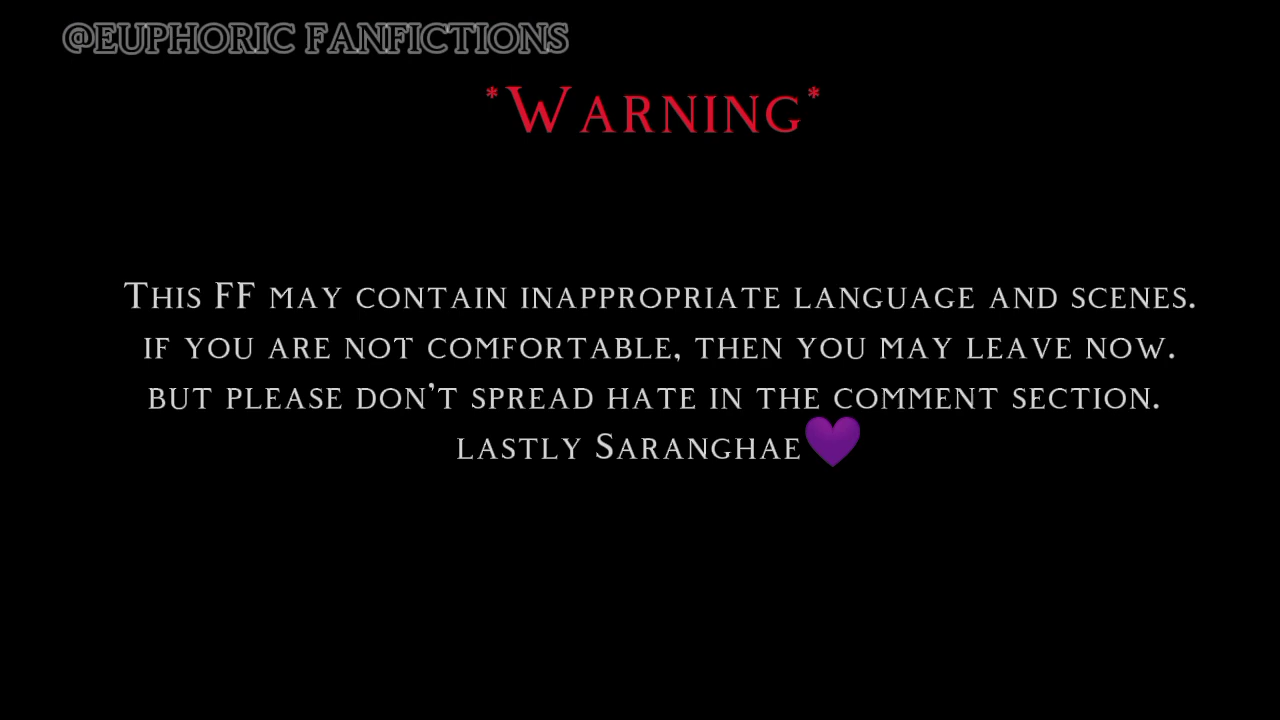 @EUPHORIC FANFICTIONS
*WARNING*
THIS FF MAY CONTAIN INAPPROPRIATE LANGUAGE AND SCENES.
IF YOU ARE NOT COMFORTABLE, THEN YOU MAY LEAVE NOW.
BUT PLEASE DON'T SPREAD HATE IN THE COMMENT SECTION.
LASTLY SARANGHAE💜